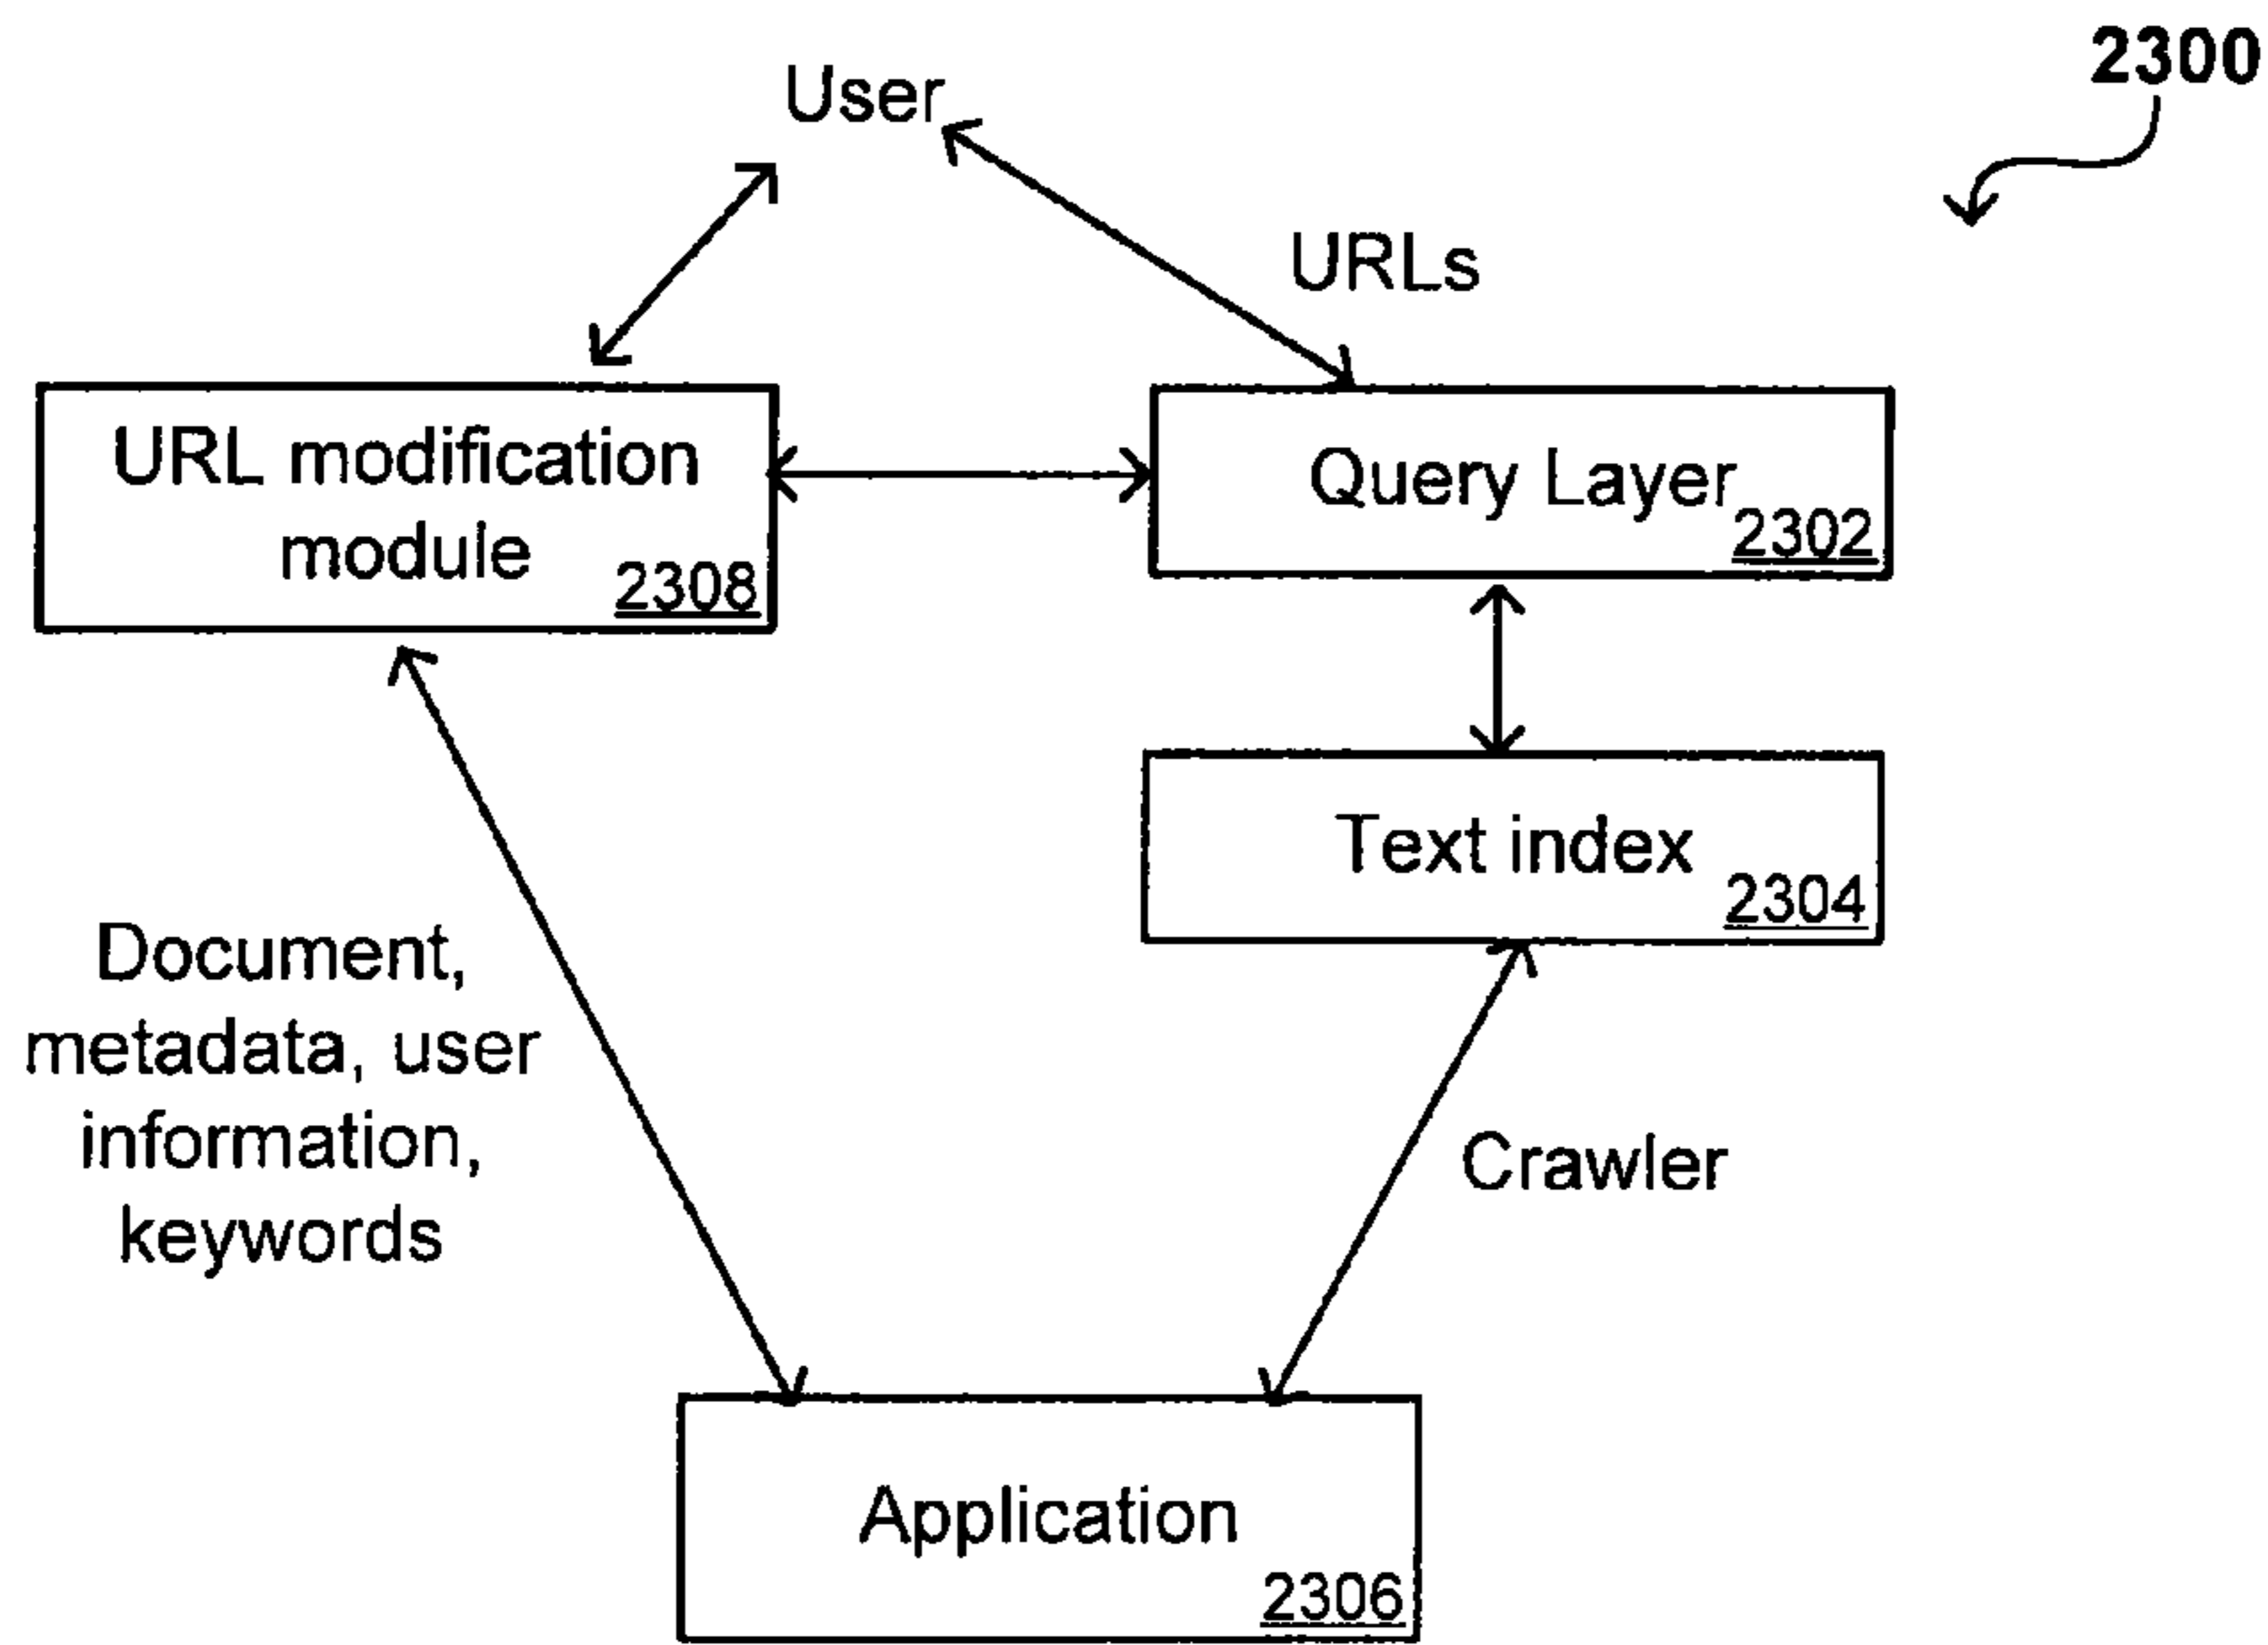 2300
User
URLs
URL modification
module
2308
Query Layer
2302
Text index
2304
Document,
metadata, user
information,
keywords
Crawler
Application
2306